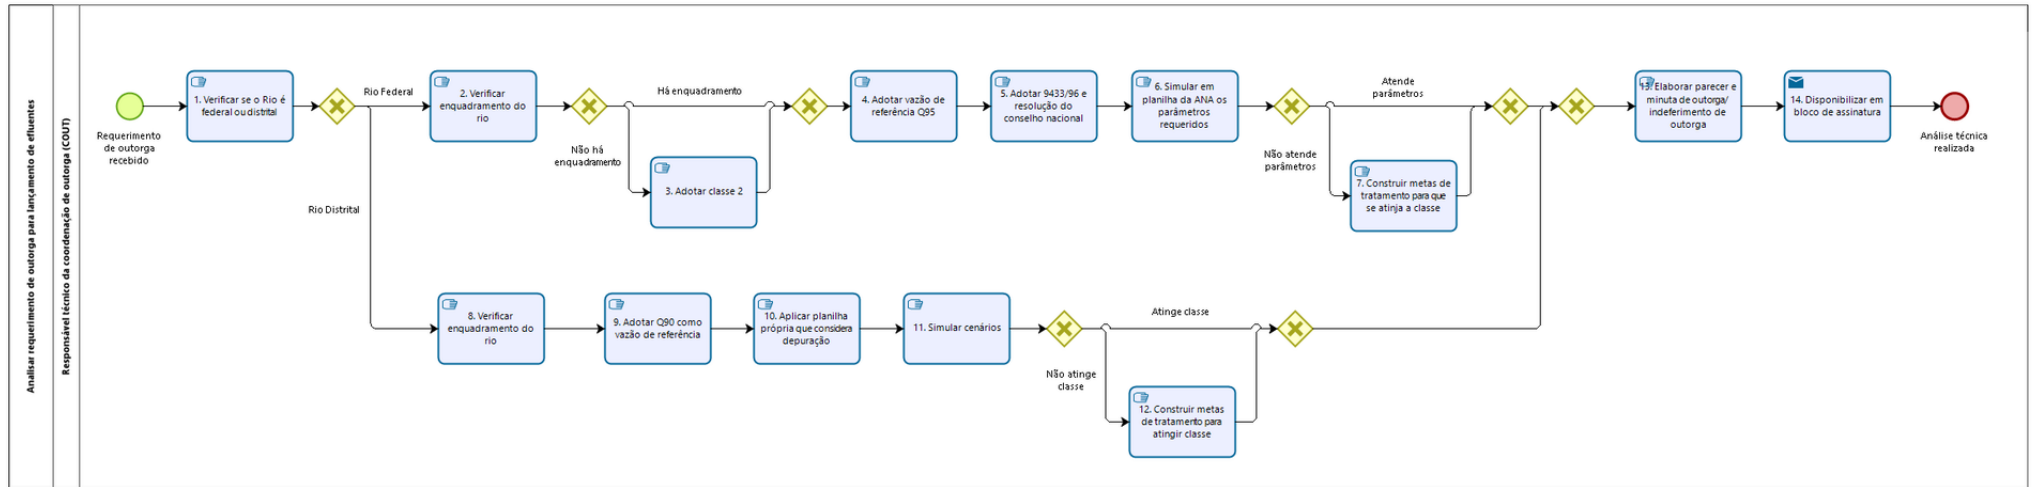 Analisar requerimento de outorga para lançamento de efluentes
Responsável técnico da coordenação de outorga (COUT)
Requerimento
de outorga
recebido
1. Verificar se o Rio é
federal ou distrital
Rio Federal
Rio Distrital
2. Verificar
enquadramento do
rio
Há enquadramento
Não há
enquadramento
3. Adotar classe 2
4. Adotar vazão de
referência Q95
5. Adotar 9433/96 e
resolução do
conselho nacional
6. Simular em
planilha da ANA os
parâmetros
requeridos
Atende
parâmetros
Não atende
parâmetros
7. Construir metas de
tratamento para que
se atinja a classe
8. Verificar
enquadramento do
rio
9. Adotar Q90 como
vazão de referência
10. Aplicar planilha
própria que considera
depuração
11. Simular cenários
Atinge classe
Não atinge
classe
12. Construir metas
de tratamento para
atingir classe
13. Elaborar parecer e
minuta de outorga/
indeferimento de
outorga
14. Disponibilizar em
bloco de assinatura
Análise técnica
realizada